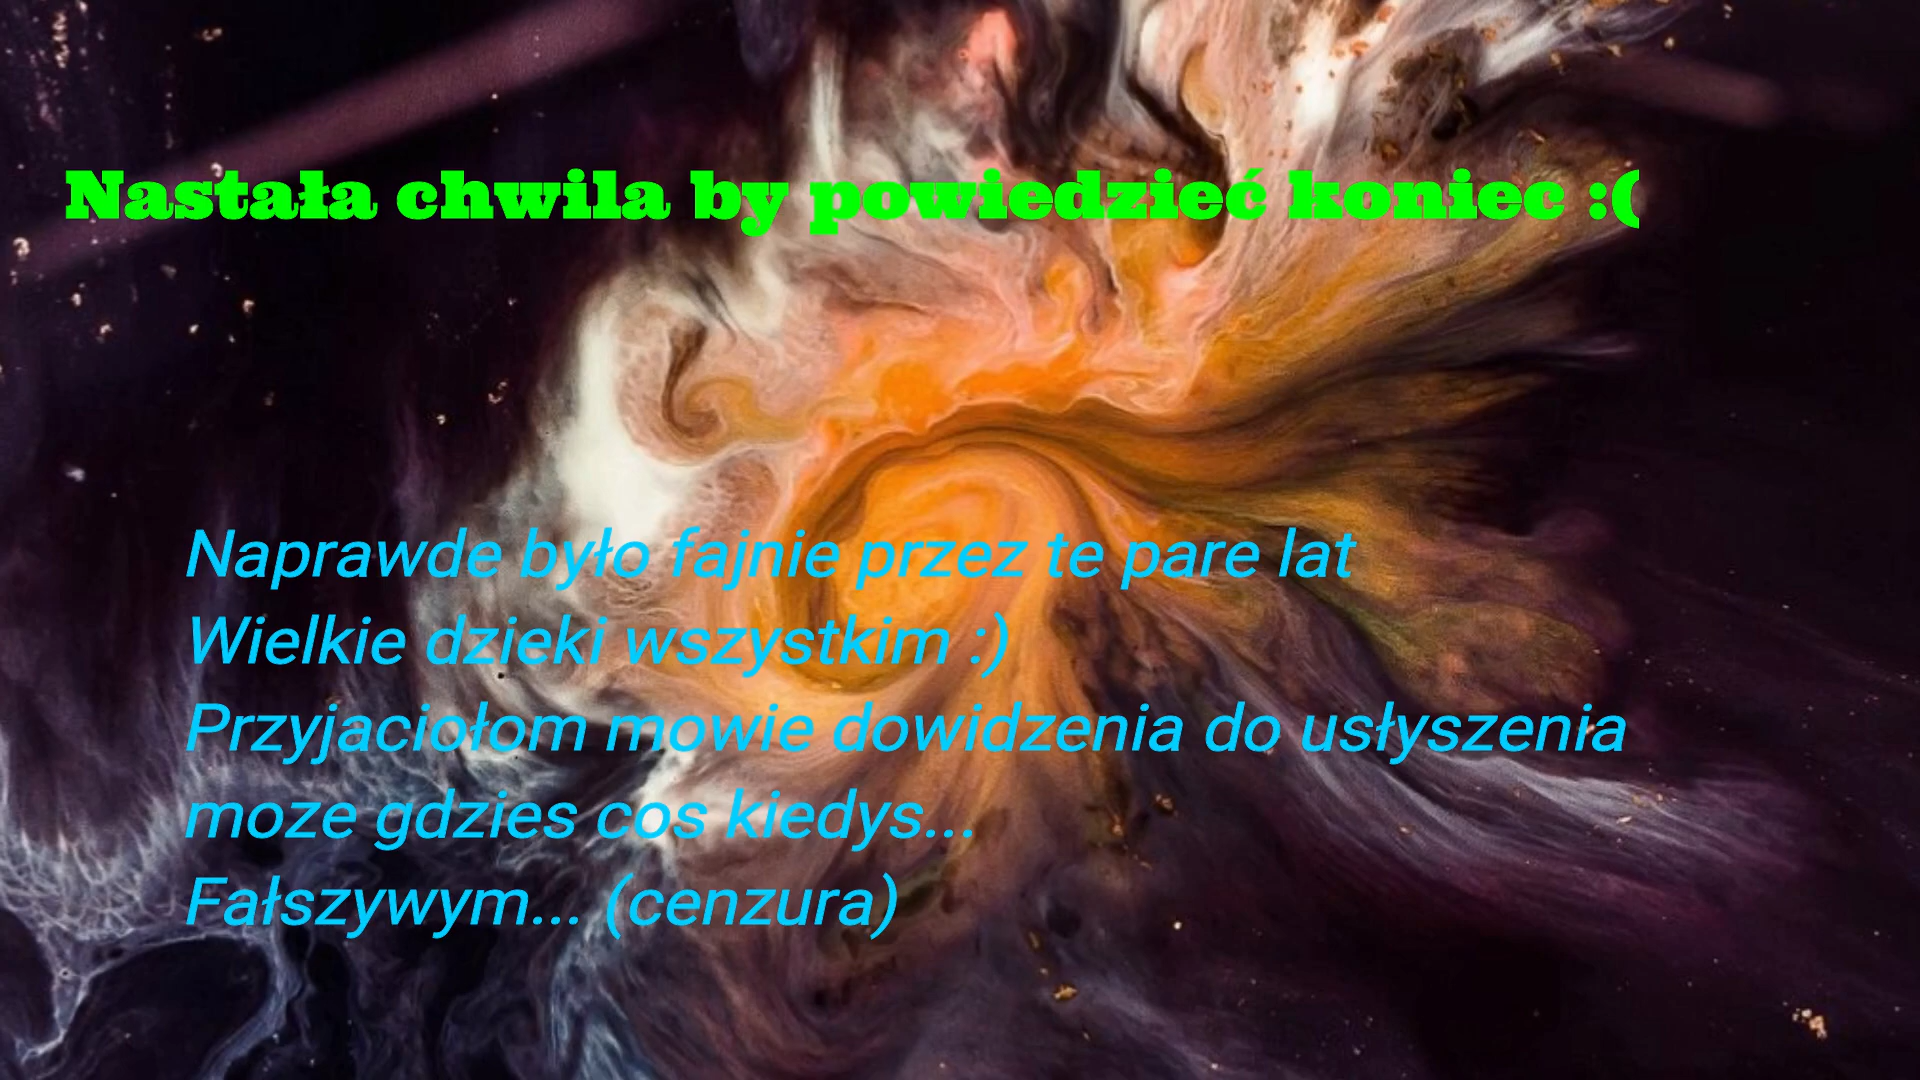 Nastała chwila by powiedzieć koniec :(
Naprawde było fajnie przez te pare lat
Wielkie dzieki wszystkim :)
Przyjaciołom mowie dowidzenia do usłyszenia
moze gdzies cos kiedys...
Fałszywym... (cenzura)